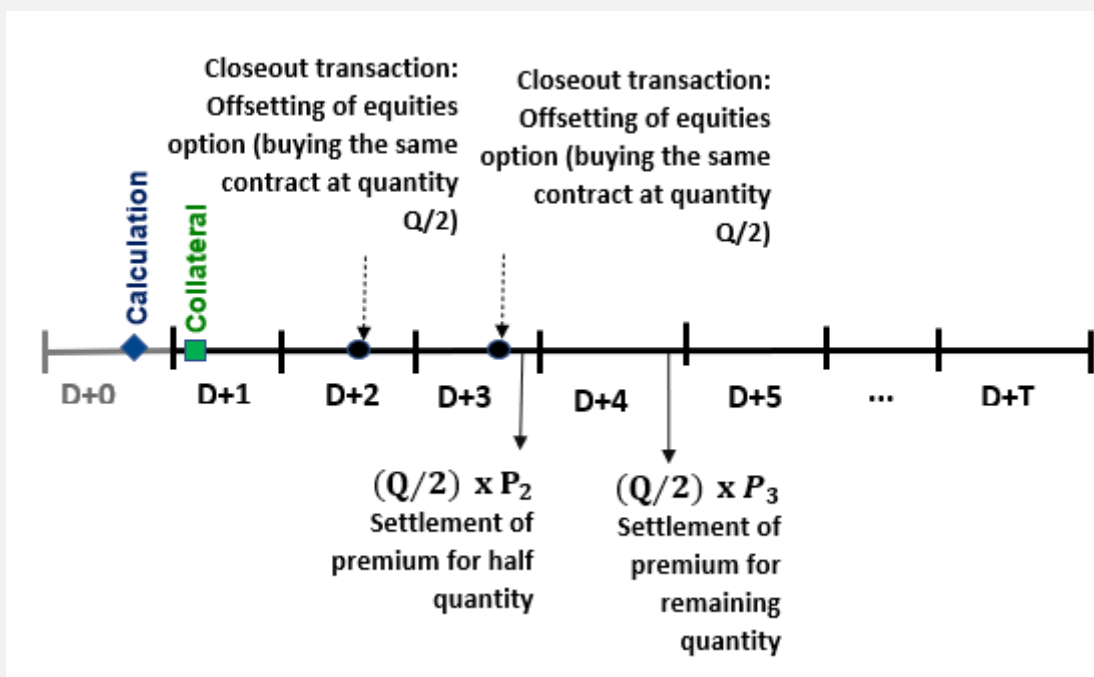 Closeout transaction:
Offsetting of equities
option (buying the same
contract at quantity
Q/2)
Closeout transaction:
Offsetting of equities
option (buying the same
contract at quantity
Q/2)
Calculation
Collateral
D+0
D+1
D+2
D+3
D+4
D+5
...
D+T
(Q/2) x P₂
Settlement of
premium for half
quantity
(Q/2) x P₃
Settlement of
premium for
remaining
quantity